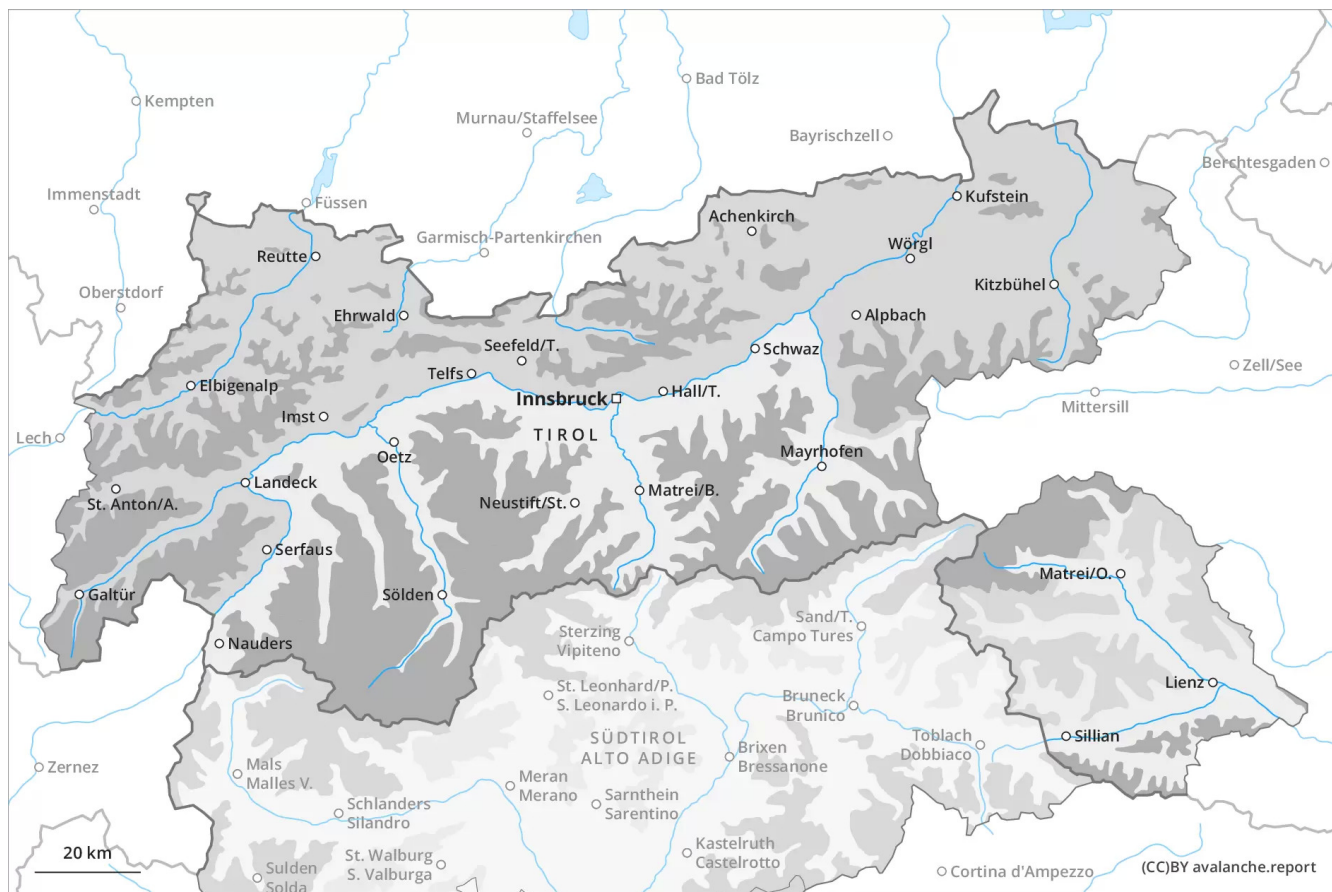 Bad Tölz
Kempten
Murnau/Staffelsee
Bayrischzell
Berchtesgaden
Immenstadt
Füssen
Kufstein
Achenkirch
Garmisch-Partenkirchen
Wörgl
Reutte
Kitzbühel
Oberstdorf
Ehrwald
Alpbach
Seefeld/T.
Schwaz
Zell/See
Telfs
Elbigenalp
Innsbruck
Hall/T.
Mittersill
Imst
TIROL
Lech
Oetz
Mayrhofen
Landeck
Matrei/B.
St. Anton/A.
Neustift/St.
Serfaus
Matrei/O.
Galtür
Sölden
Sand/T.
Campo Tures
Sterzing
Vipiteno
Nauders
Lienz
St. Leonhard/P.
S. Leonardo i. P.
Bruneck
Brunico
SÜDTIROL
ALTO ADIGE
Toblach
Dobbiaco
Sillian
Brixen
Bressanone
Zernez
Mals
Malles V.
Meran
Merano
Sarnthein
Sarentino
Schlanders
Silandro
Kastelruth
Castelrotto
20 km
St. Walburg
S. Valburga
Sulden
Solda
Cortina d'Ampezzo
(CC)BY avalanche.report